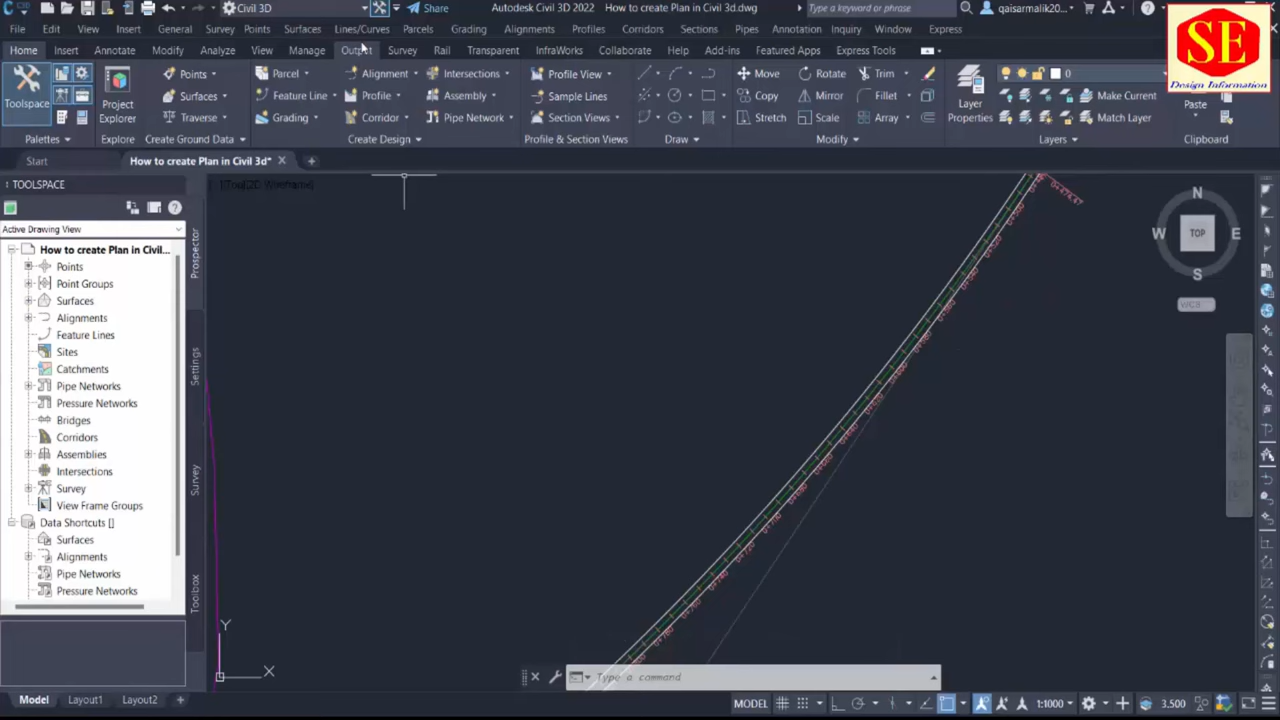 Civil 3D
Share
Autodesk Civil 3D 2022 How to create Plan in Civil 3d.dwg
Type a keyword or phrase
qaisarmalik20...
File Edit View Insert General Survey Points Surfaces Lines/Curves Parcels Grading Alignments Profiles Corridors Sections Pipes Annotation Inquiry Window Express
Home Insert Annotate Modify Analyze View Manage Output Survey Rail Transparent InfraWorks Collaborate Help Add-ins Featured Apps Express Tools
SE
Design Information
Points Parcel Alignment Intersections Profile View Move Rotate Trim 0
Toolspace Project Explorer Surfaces Feature Line Profile Assembly Sample Lines Copy Mirror Fillet Layer Properties Make Current Paste
Traverse Grading Corridor Pipe Network Section Views Stretch Scale Array Match Layer
Palettes Explore Create Ground Data Create Design Profile & Section Views Draw Modify Layers Clipboard
Start How to create Plan in Civil 3d*
TOOLSPACE
Active Drawing View
How to create Plan in Civil...
Points
Point Groups
Surfaces
Alignments
Feature Lines
Sites
Catchments
Pipe Networks
Pressure Networks
Bridges
Corridors
Assemblies
Intersections
Survey
View Frame Groups
Data Shortcuts []
Surfaces
Alignments
Pipe Networks
Pressure Networks
Prospector
Settings
Survey
Toolbox
N
W TOP E
S
WCS
Y
X
Type a command
Model Layout1 Layout2
MODEL 1:1000 3.500